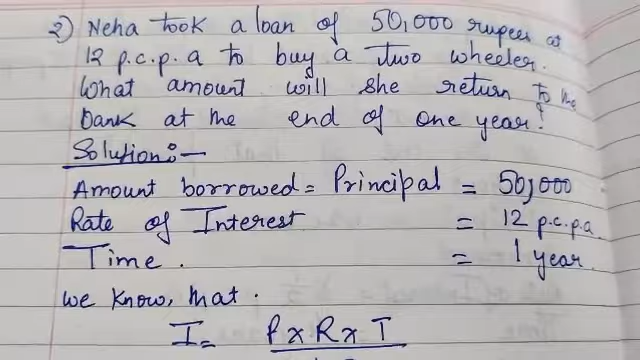 2) Neha took a loan of 50,000 rupees at
12 p.c.p.a to buy a two wheeler.
What amount will she return to the
bank at the end of one year?
Solution:-
Amount borrowed = Principal = 50,000
Rate of Interest = 12 p.c.p.a.
Time. = 1 year.
we know, that.
I = P x R x T